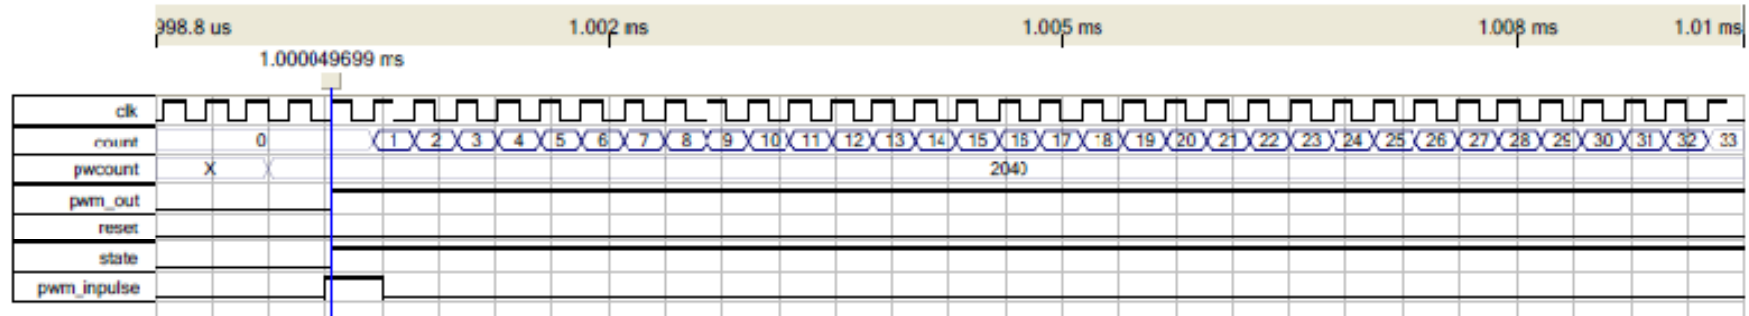 998.8 us 1.002 ms 1.005 ms 1.008 ms 1.01 ms
1.000049699 ms
clk
count 0 1 2 3 4 5 6 7 8 9 10 11 12 13 14 15 16 17 18 19 20 21 22 23 24 25 26 27 28 29 30 31 32 33
pwcount X 2040
pwm_out
reset
state
pwm_inpulse